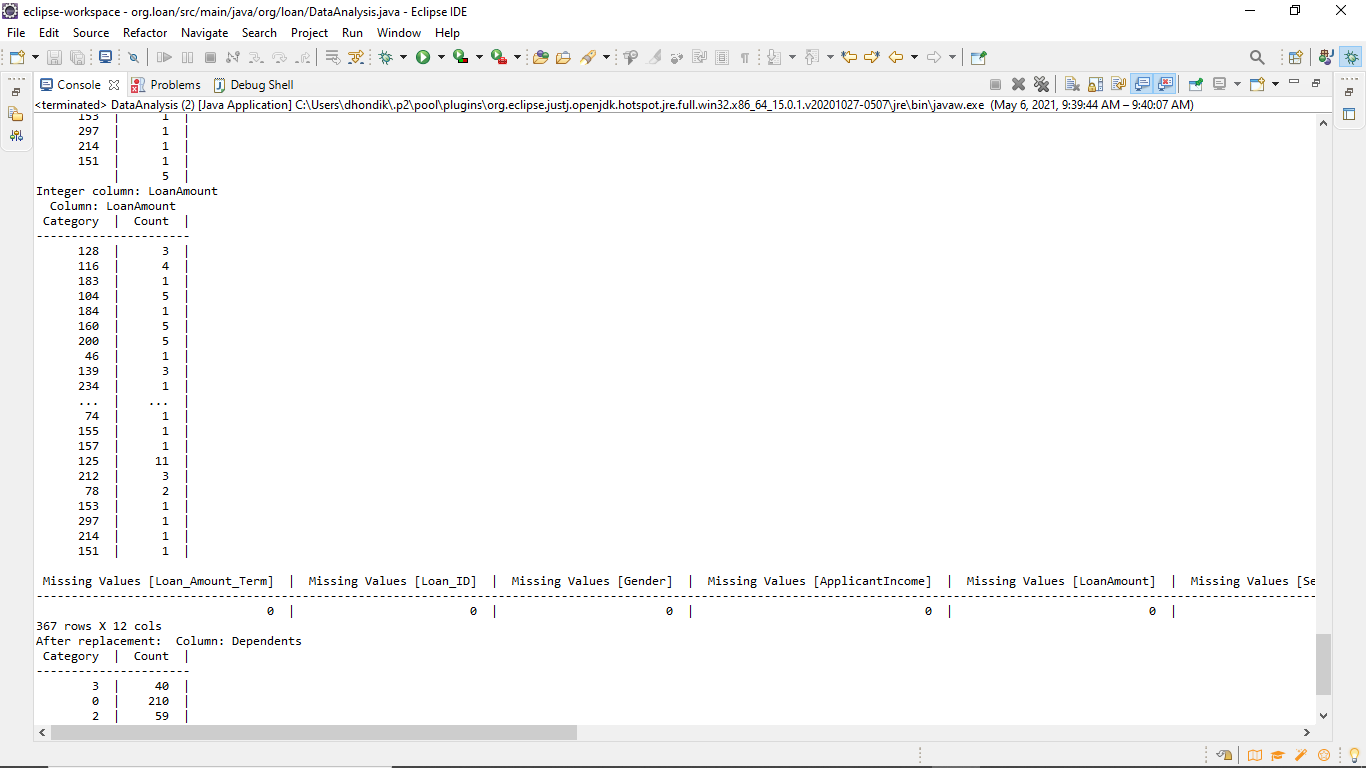 eclipse-workspace - org.loan/src/main/java/org/loan/DataAnalysis.java - Eclipse IDE
File Edit Source Refactor Navigate Search Project Run Window Help
Console Problems Debug Shell
<terminated> DataAnalysis (2) [Java Application] C:\Users\dhondik\.p2\pool\plugins\org.eclipse.justj.openjdk.hotspot.jre.full.win32.x86_64_15.0.1.v20201027-0507\jre\bin\javaw.exe (May 6, 2021, 9:39:44 AM – 9:40:07 AM)
153 | 1 |
297 | 1 |
214 | 1 |
151 | 1 |
| 5 |
Integer column: LoanAmount
Column: LoanAmount
Category | Count |
----------------------
128 | 3 |
116 | 4 |
183 | 1 |
104 | 5 |
184 | 1 |
160 | 5 |
200 | 5 |
46 | 1 |
139 | 3 |
234 | 1 |
... | ... |
74 | 1 |
155 | 1 |
157 | 1 |
125 | 11 |
212 | 3 |
78 | 2 |
153 | 1 |
297 | 1 |
214 | 1 |
151 | 1 |
Missing Values [Loan_Amount_Term] | Missing Values [Loan_ID] | Missing Values [Gender] | Missing Values [ApplicantIncome] | Missing Values [LoanAmount] | Missing Values [Se
0 | 0 | 0 | 0 | 0 |
367 rows X 12 cols
After replacement: Column: Dependents
Category | Count |
----------------------
3 | 40 |
0 | 210 |
2 | 59 |